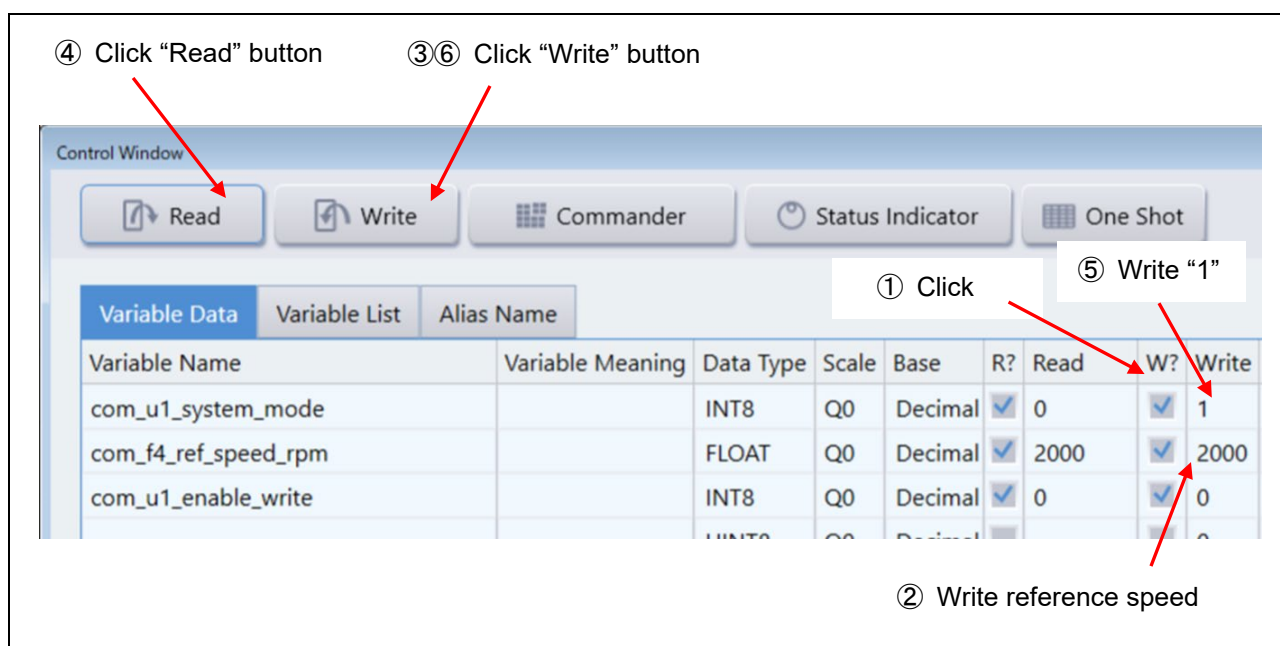 ④ Click “Read” button
③⑥ Click “Write” button
Control Window
Read Write Commander Status Indicator One Shot
① Click
⑤ Write “1”
Variable Data Variable List Alias Name
Variable Name Variable Meaning Data Type Scale Base R? Read W? Write
com_u1_system_mode INT8 Q0 Decimal 0 1
com_f4_ref_speed_rpm FLOAT Q0 Decimal 2000 2000
com_u1_enable_write INT8 Q0 Decimal 0 0
② Write reference speed